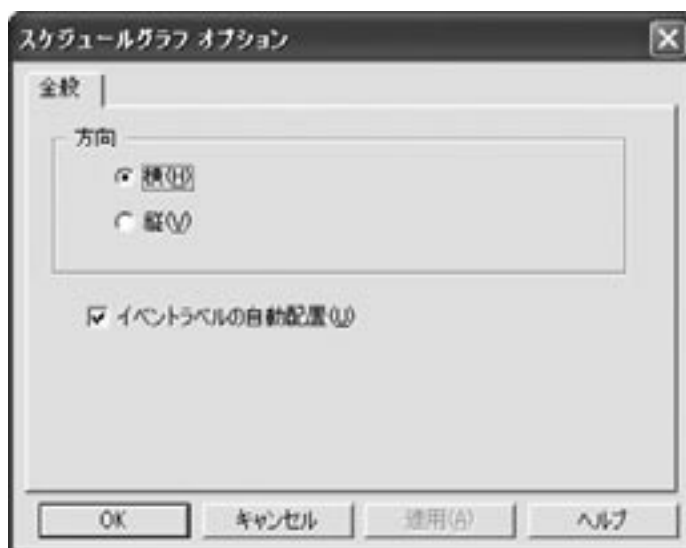 スケジュールグラフ オプション
全般
方向
横(H)
縦(V)
イベントラベルの自動配置(U)
OK
キャンセル
適用(A)
ヘルプ